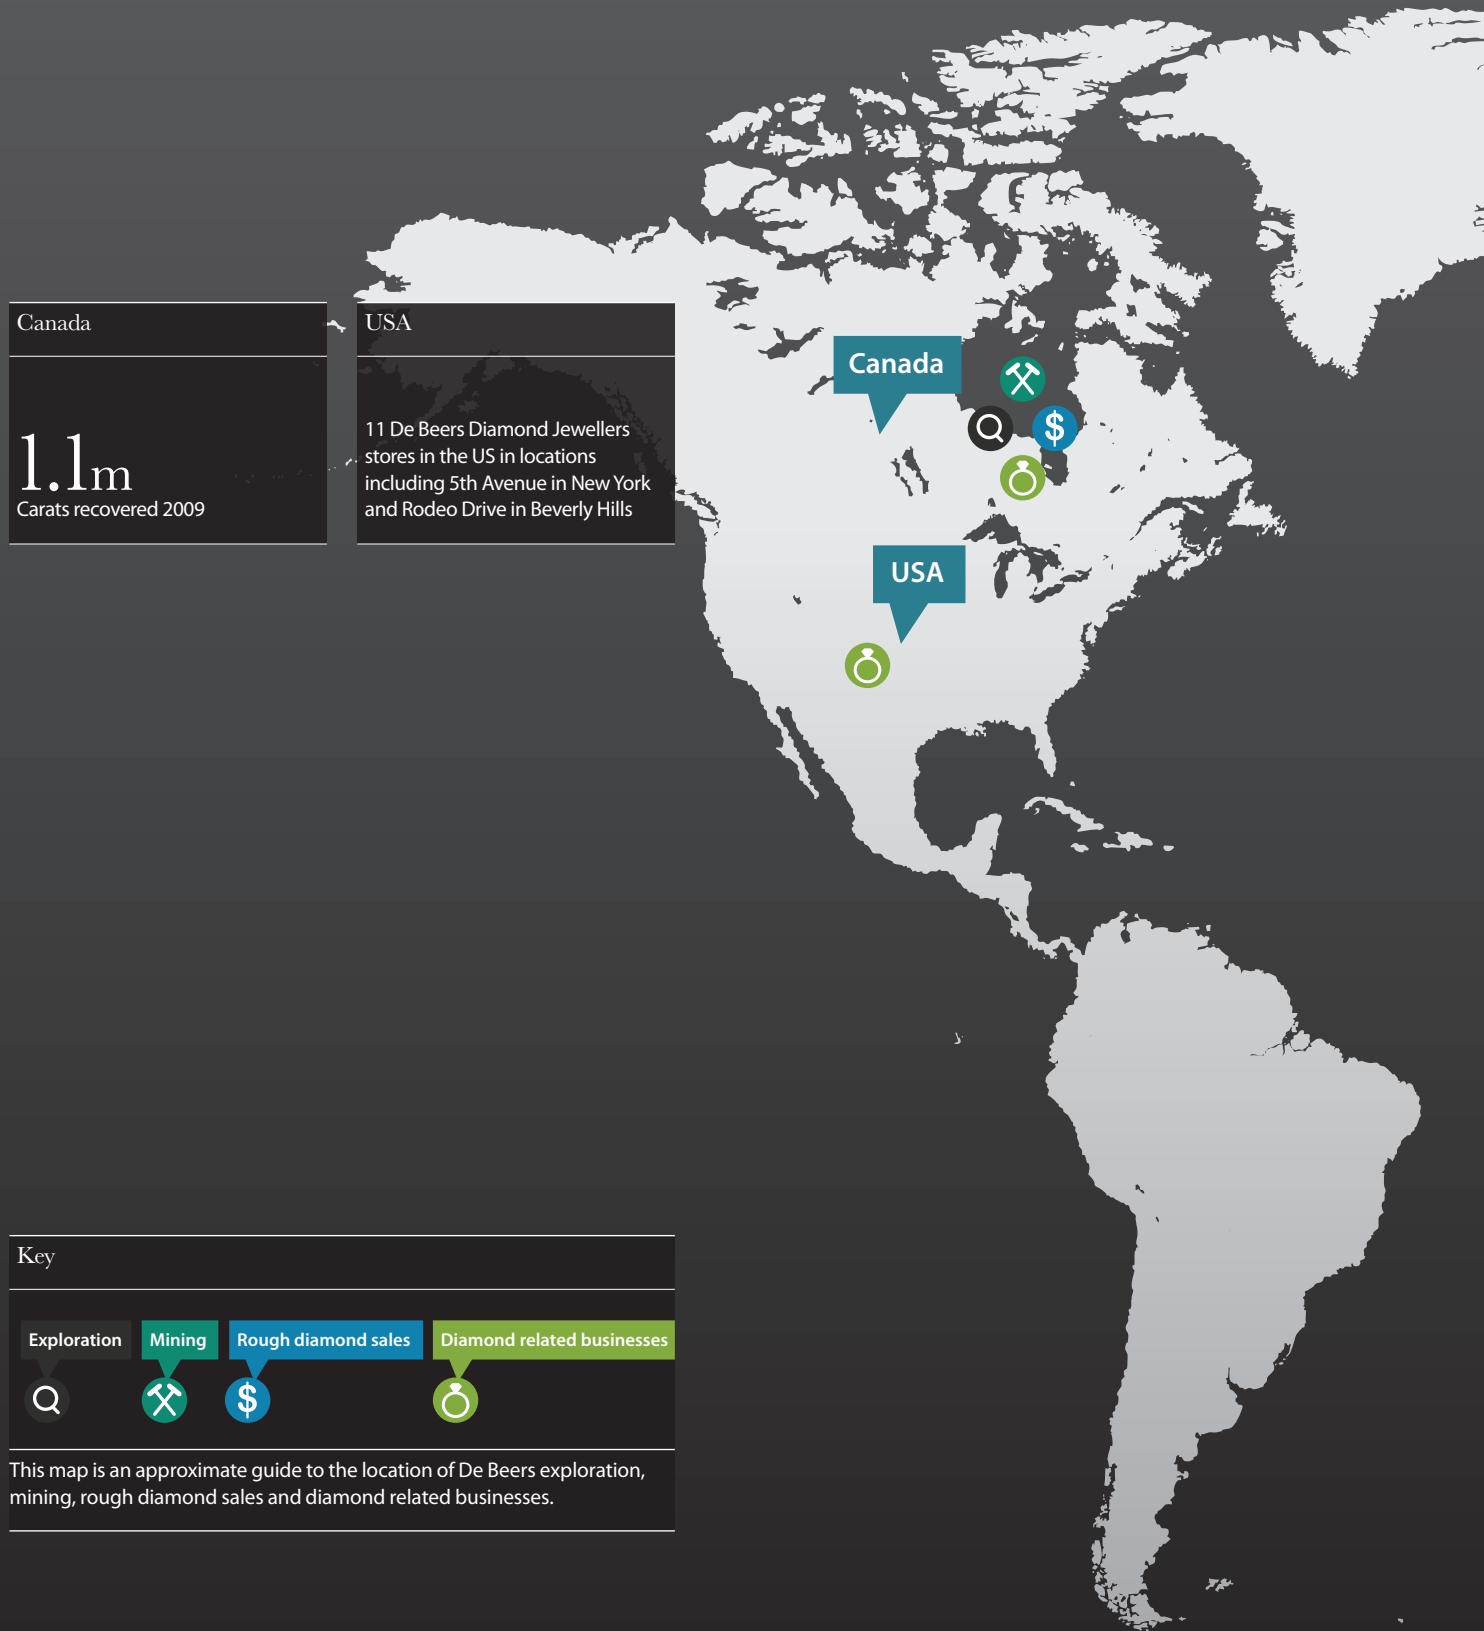 Canada
1.1m
Carats recovered 2009
USA
11 De Beers Diamond Jewellers
stores in the US in locations
including 5th Avenue in New York
and Rodeo Drive in Beverly Hills
Canada
$
USA
Key
Exploration
Mining
Rough diamond sales
Diamond related businesses
$
This map is an approximate guide to the location of De Beers exploration,
mining, rough diamond sales and diamond related businesses.